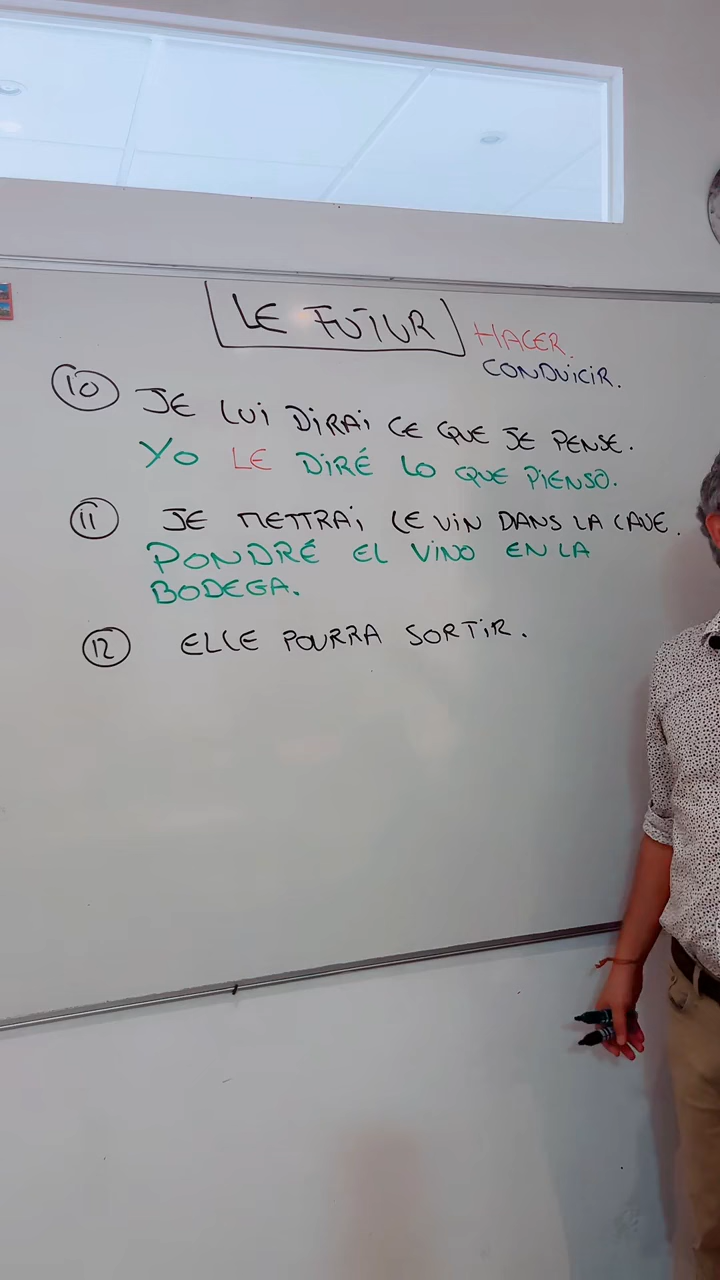 LE FUTUR
HACER.
CONDUICIR.
10 JE LUI DIRAI CE QUE JE PENSE.
YO LE DIRÉ LO QUE PIENSO.
11 JE METTRAI LE VIN DANS LA CAVE.
PONDRÉ EL VINO EN LA
BODEGA.
12 ELLE POURRA SORTIR.